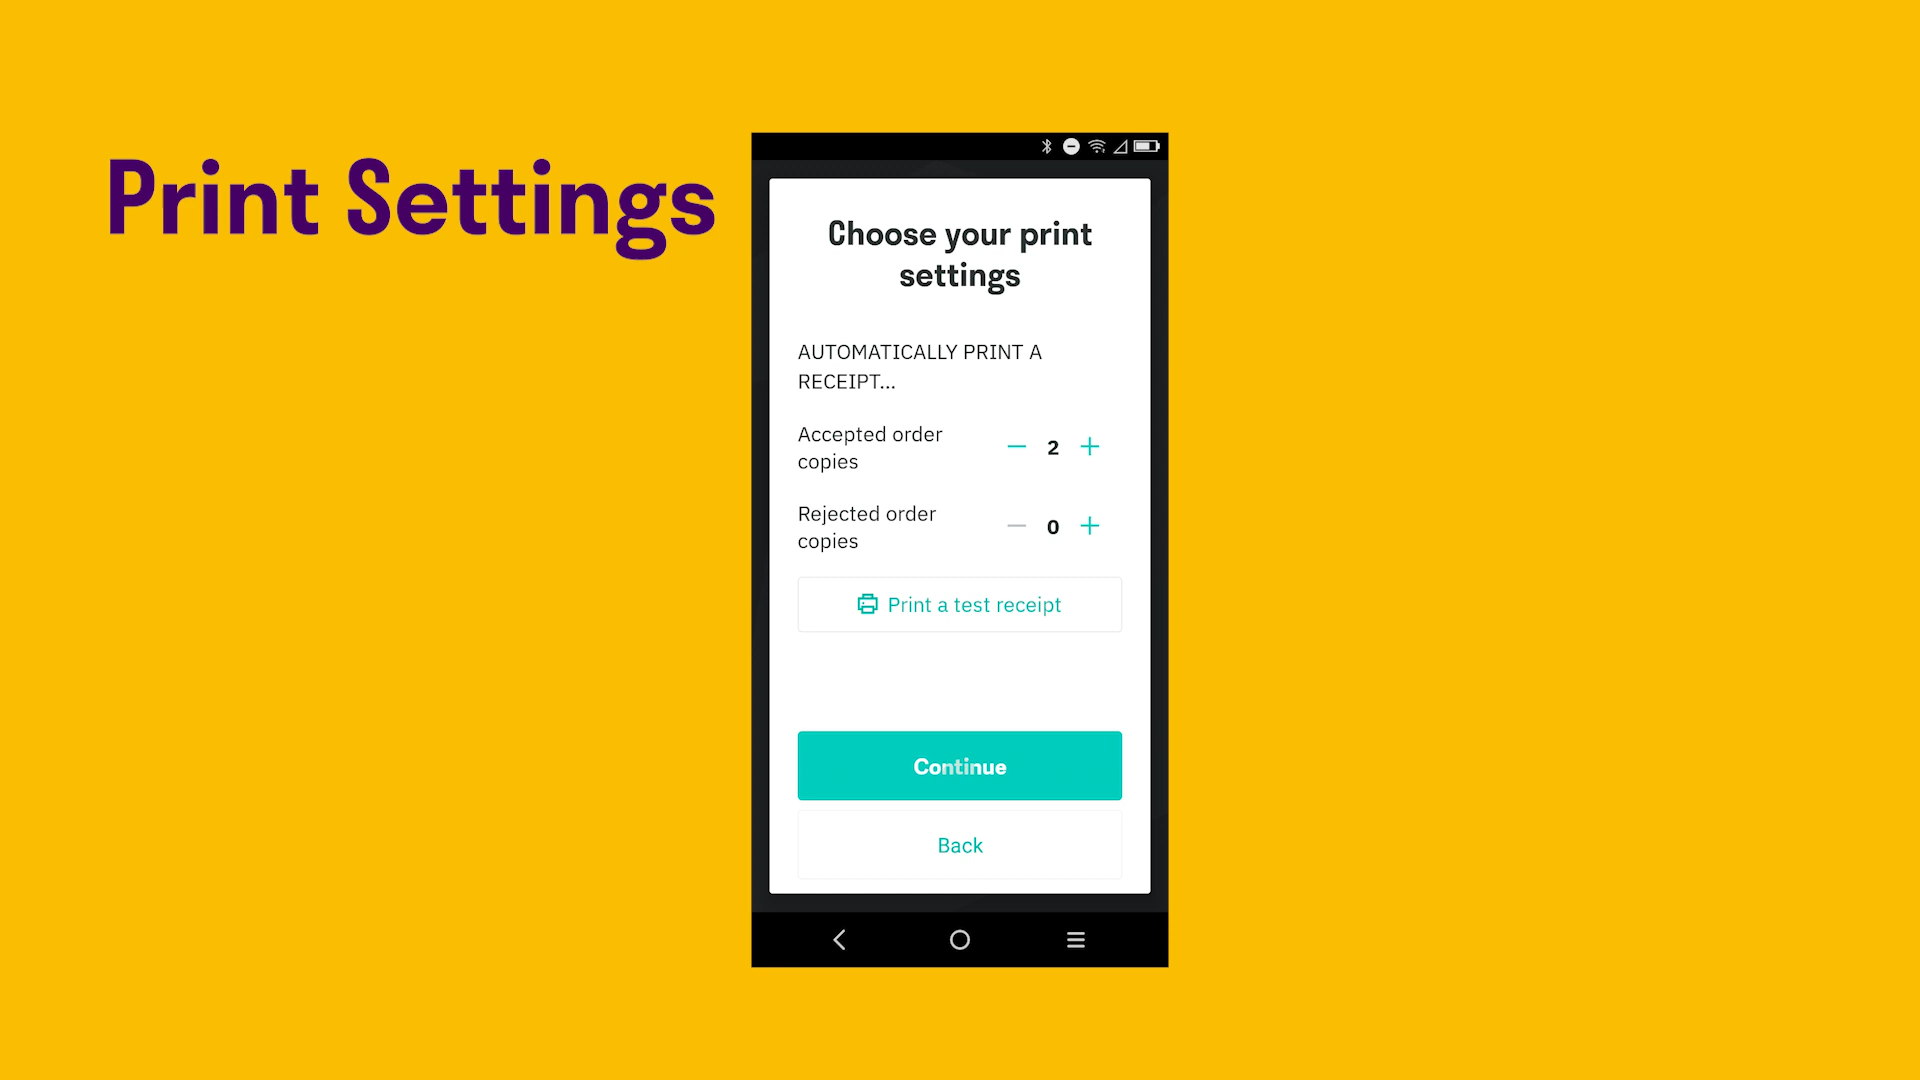 Print Settings
Choose your print
settings
AUTOMATICALLY PRINT A
RECEIPT...
Accepted order
copies
2
Rejected order
copies
0
Print a test receipt
Continue
Back